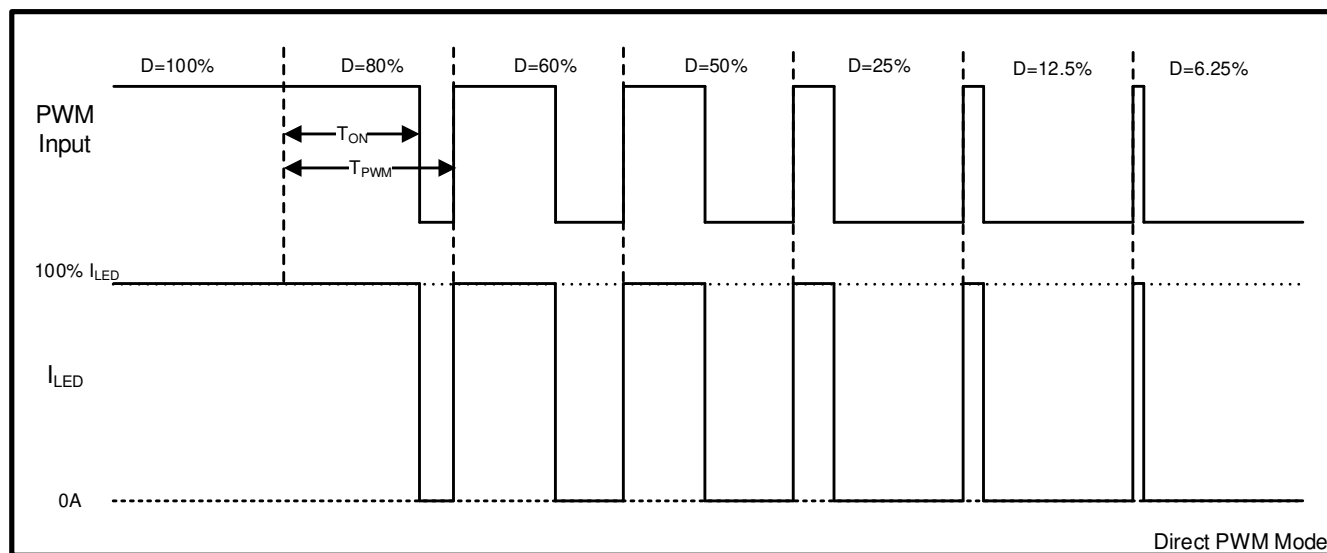 D=100% D=80% D=60% D=50% D=25% D=12.5% D=6.25%
PWM
Input
TON
TPWM
100% ILED
ILED
0A
Direct PWM Mode